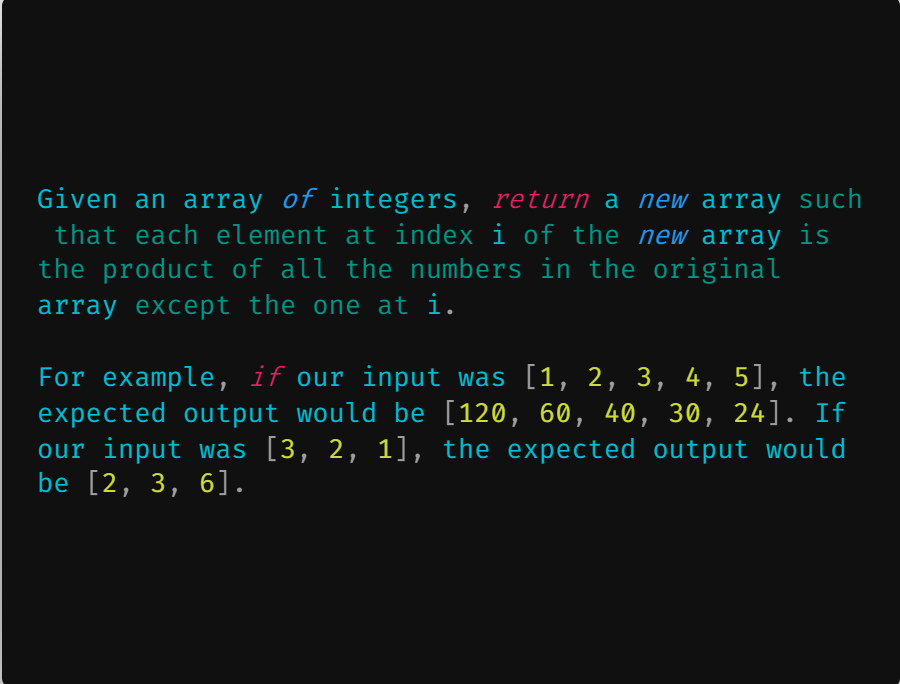 Given an array of integers, return a new array such
that each element at index i of the new array is
the product of all the numbers in the original
array except the one at i.
For example, if our input was [1, 2, 3, 4, 5], the
expected output would be [120, 60, 40, 30, 24]. If
our input was [3, 2, 1], the expected output would
be [2, 3, 6].